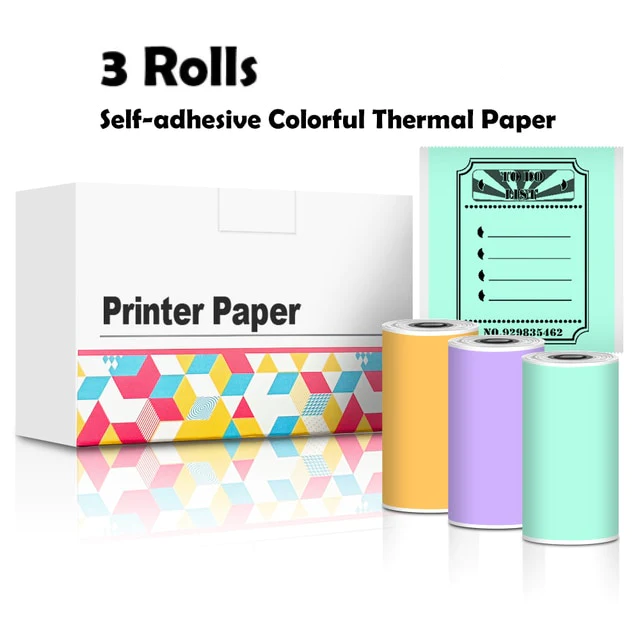 3 Rolls
Self-adhesive Colorful Thermal Paper
TO DO
LIST
Printer Paper
NO.929835462